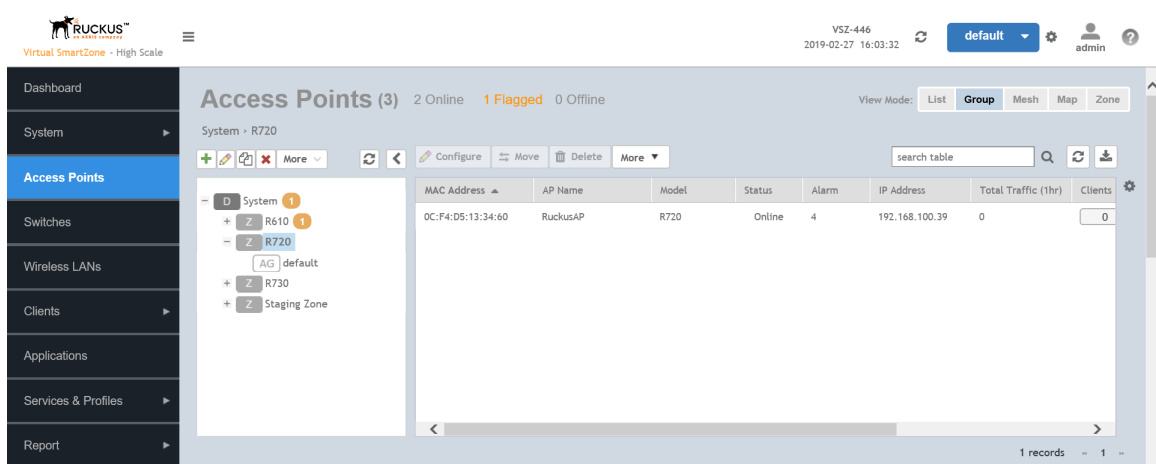 RUCKUS™
Virtual SmartZone - High Scale
VSZ-446
2019-02-27 16:03:32
default
admin
Dashboard
System
Access Points
Switches
Wireless LANs
Clients
Applications
Services & Profiles
Report
Access Points (3) 2 Online 1 Flagged 0 Offline
View Mode: List Group Mesh Map Zone
System › R720
More
Configure Move Delete More
search table
D System 1
Z R610 1
Z R720
AG default
Z R730
Z Staging Zone
MAC Address AP Name Model Status Alarm IP Address Total Traffic (1hr) Clients
0C:F4:D5:13:34:60 RuckusAP R720 Online 4 192.168.100.39 0 0
1 records « 1 »